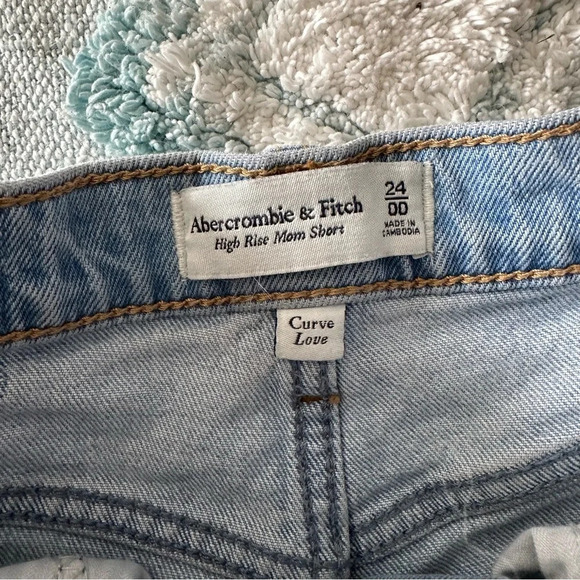 Abercrombie & Fitch
High Rise Mom Short
24
00
MADE IN
CAMBODIA
Curve
Love